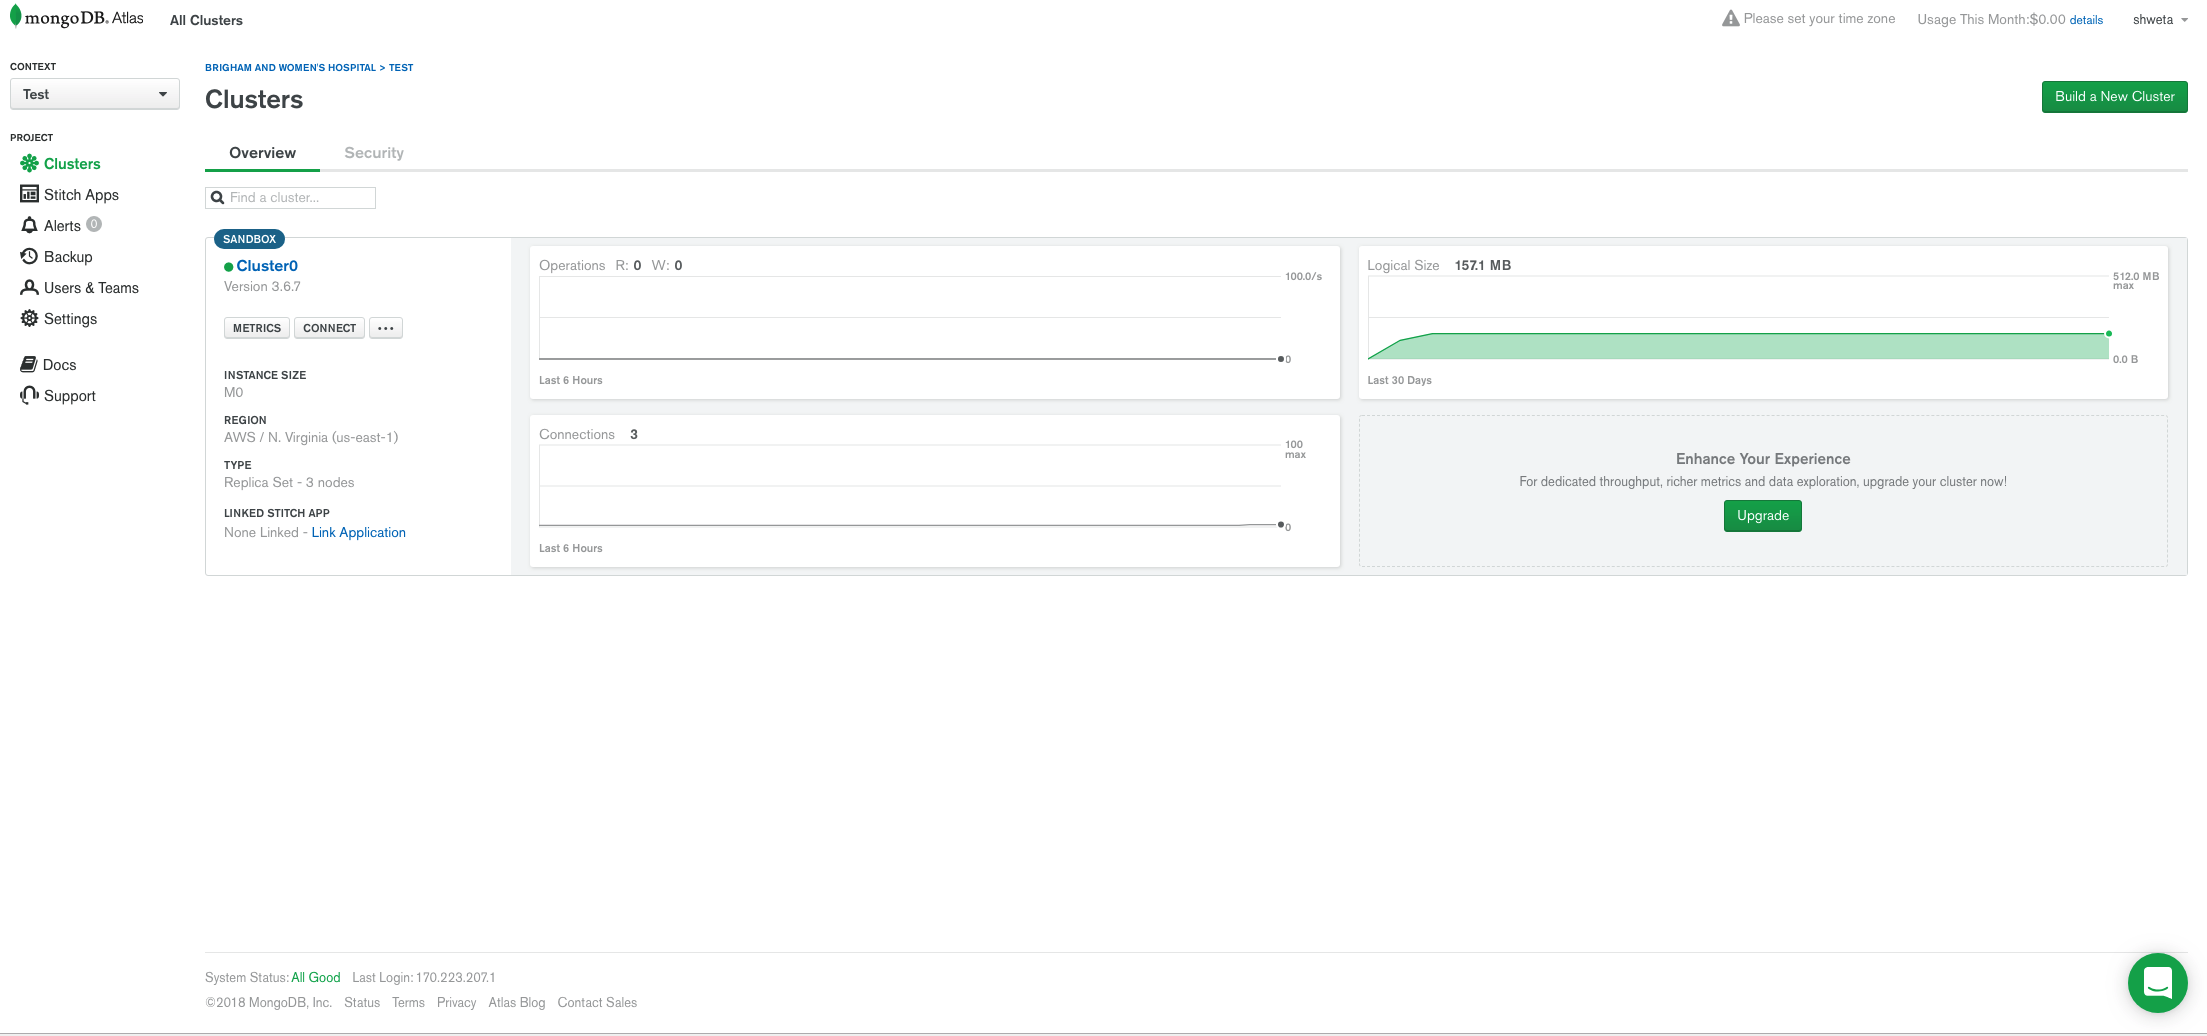 mongoDB. Atlas All Clusters
Please set your time zone Usage This Month:$0.00 details shweta
CONTEXT
Test
PROJECT
Clusters
Stitch Apps
Alerts 0
Backup
Users & Teams
Settings
Docs
Support
BRIGHAM AND WOMEN'S HOSPITAL > TEST
Clusters
Build a New Cluster
Overview Security
Find a cluster...
SANDBOX
Cluster0
Version 3.6.7
METRICS CONNECT ...
INSTANCE SIZE
M0
REGION
AWS / N. Virginia (us-east-1)
TYPE
Replica Set - 3 nodes
LINKED STITCH APP
None Linked - Link Application
Operations R: 0 W: 0
100.0/s
0
Last 6 Hours
Logical Size 157.1 MB
512.0 MB
max
0.0 B
Last 30 Days
Connections 3
100
max
0
Last 6 Hours
Enhance Your Experience
For dedicated throughput, richer metrics and data exploration, upgrade your cluster now!
Upgrade
System Status: All Good Last Login: 170.223.207.1
©2018 MongoDB, Inc. Status Terms Privacy Atlas Blog Contact Sales